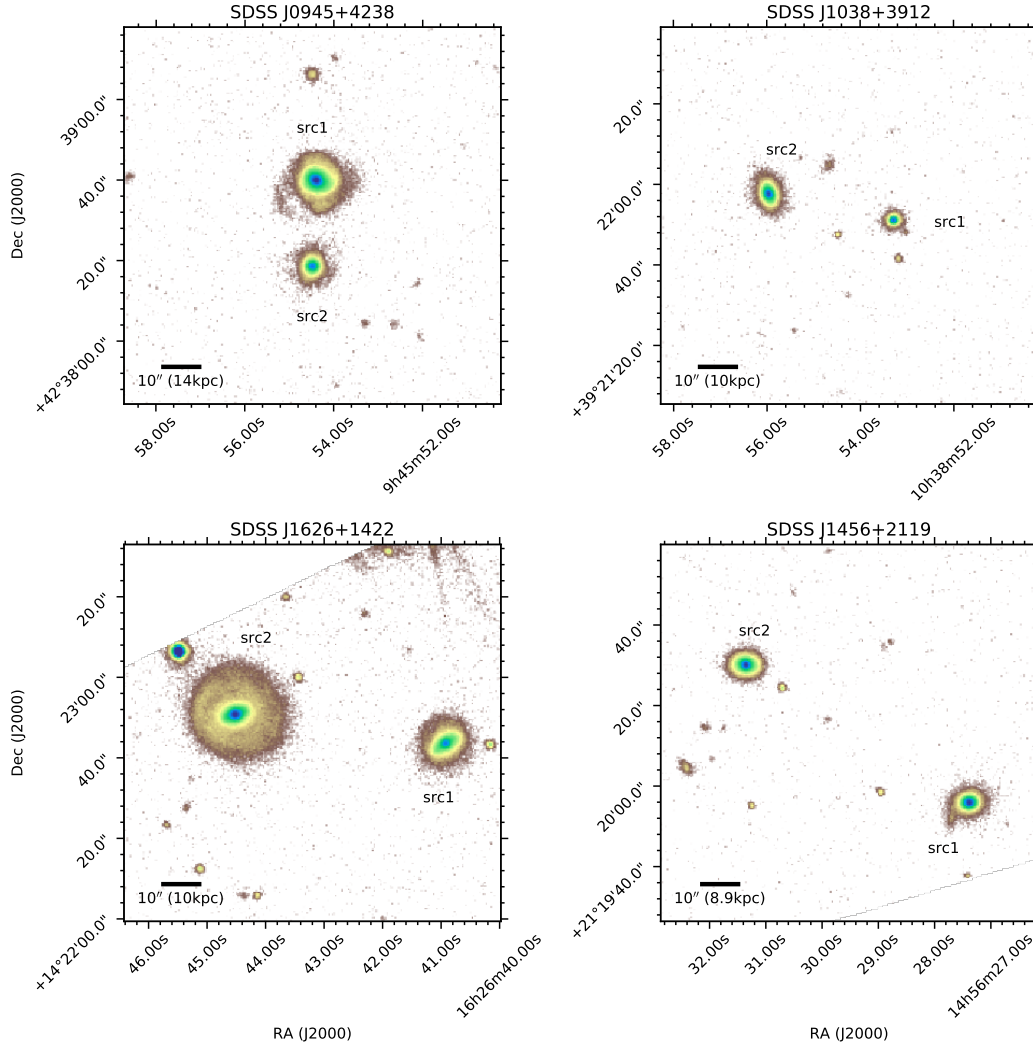 SDSS J0945+4238
SDSS J1038+3912
Dec (J2000)
39'00.0"
40.0"
20.0"
+42°38'00.0"
src1
src2
10″ (14kpc)
58.00s
56.00s
54.00s
9h45m52.00s
20.0"
22'00.0"
40.0"
+39°21'20.0"
src2
src1
10″ (10kpc)
58.00s
56.00s
54.00s
10h38m52.00s
SDSS J1626+1422
SDSS J1456+2119
Dec (J2000)
20.0"
23'00.0"
40.0"
20.0"
+14°22'00.0"
src2
src1
10″ (10kpc)
46.00s
45.00s
44.00s
43.00s
42.00s
41.00s
16h26m40.00s
RA (J2000)
40.0"
20.0"
20'00.0"
+21°19'40.0"
src2
src1
10″ (8.9kpc)
32.00s
31.00s
30.00s
29.00s
28.00s
14h56m27.00s
RA (J2000)